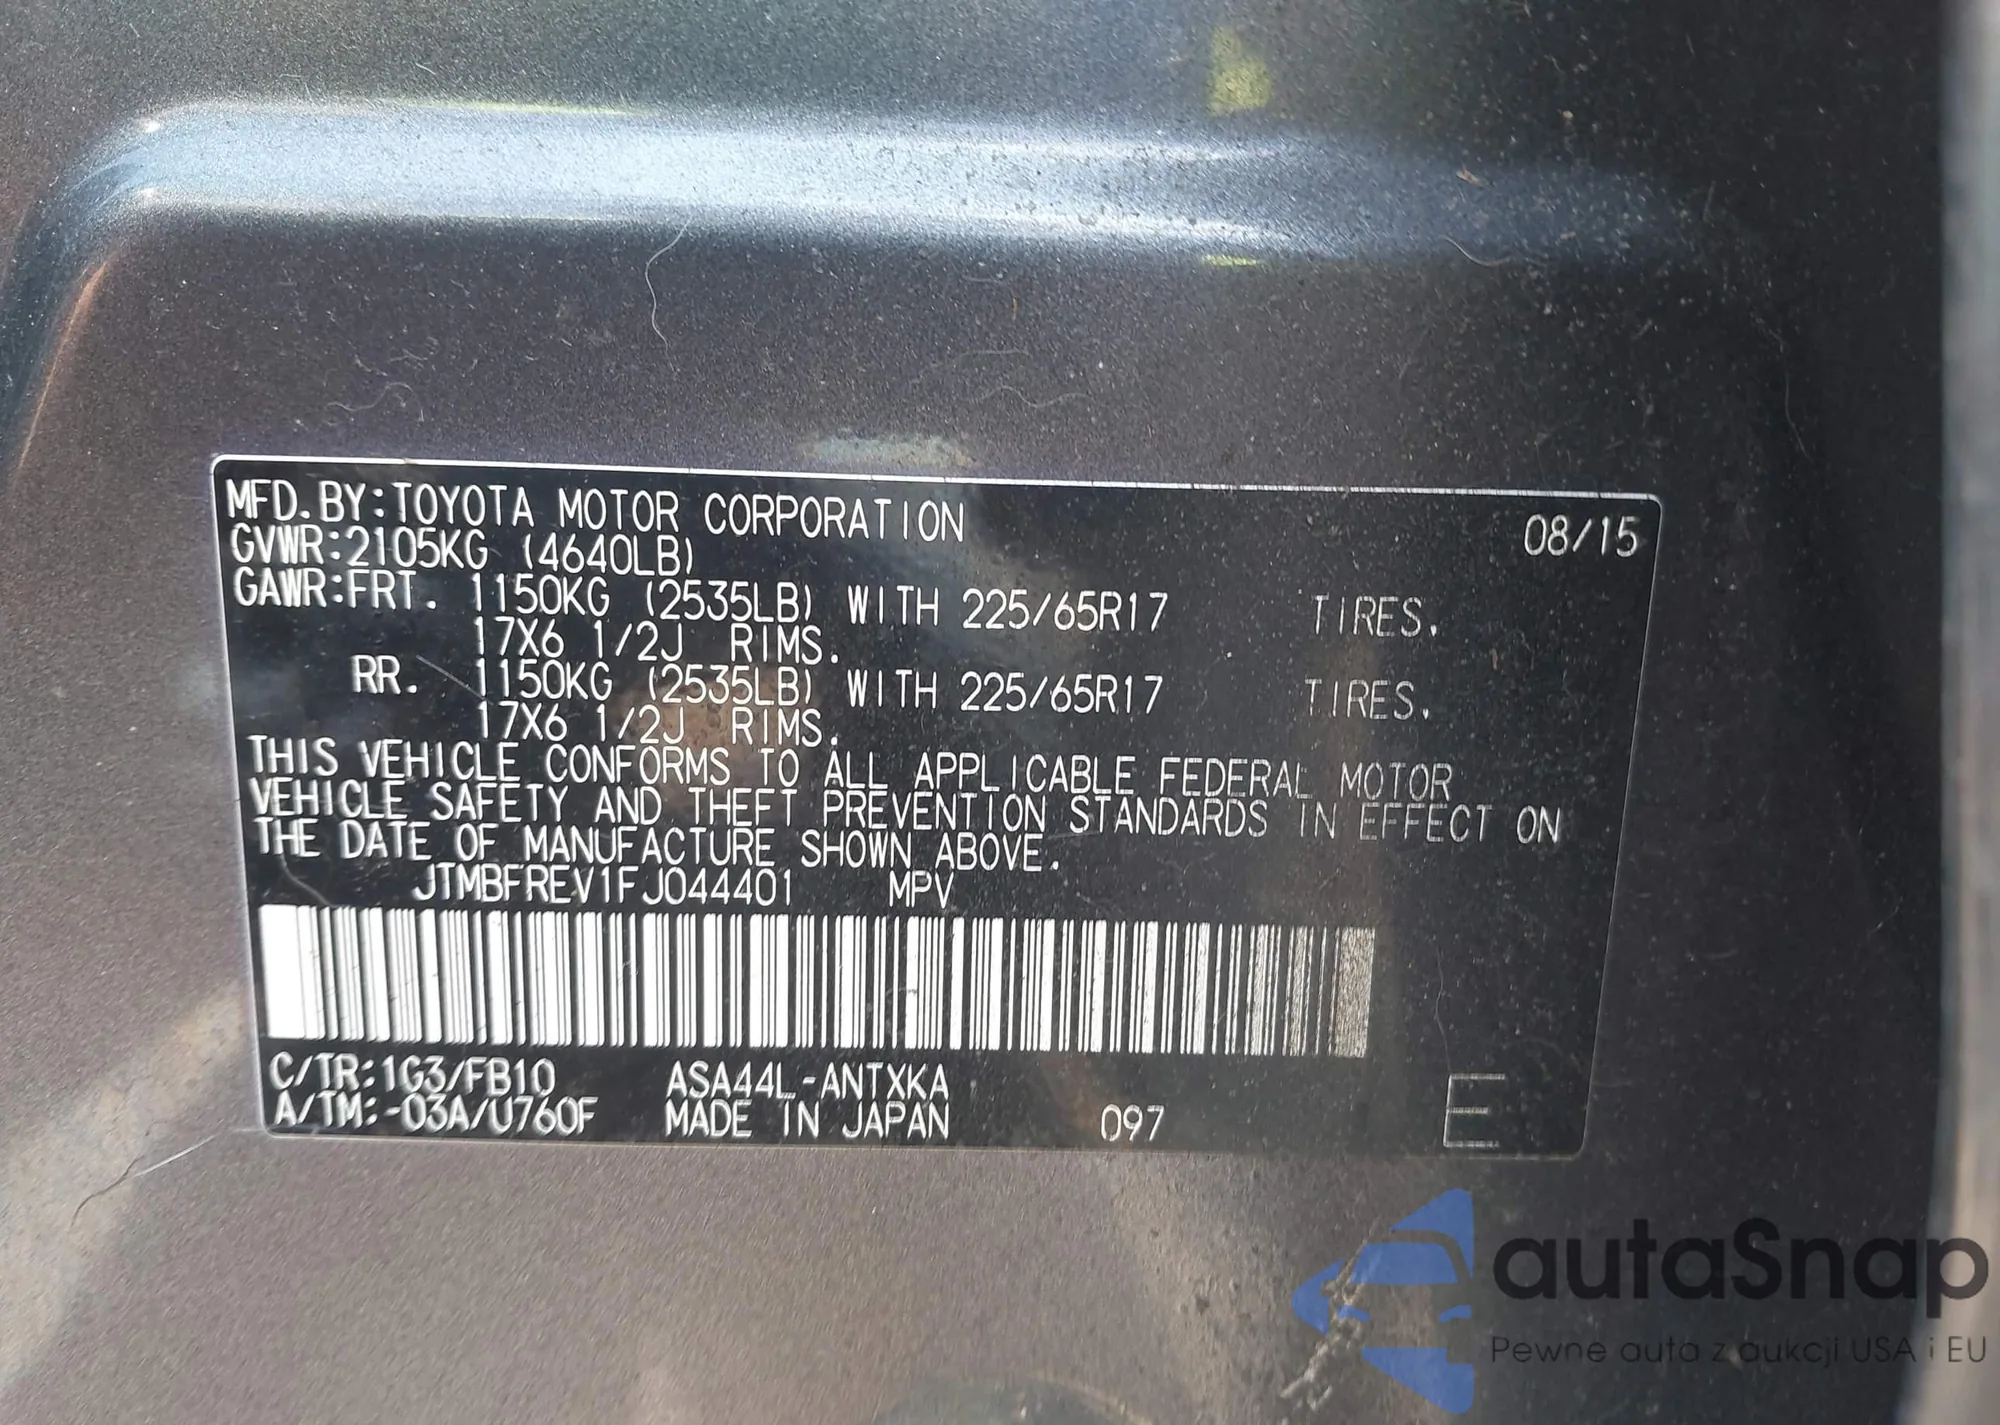 MFD.BY:TOYOTA MOTOR CORPORATION 08/15
GVWR:2105KG (4640LB)
GAWR:FRT. 1150KG (2535LB) WITH 225/65R17 TIRES.
17X6 1/2J RIMS.
RR. 1150KG (2535LB) WITH 225/65R17 TIRES.
17X6 1/2J RIMS.
THIS VEHICLE CONFORMS TO ALL APPLICABLE FEDERAL MOTOR
VEHICLE SAFETY AND THEFT PREVENTION STANDARDS IN EFFECT ON
THE DATE OF MANUFACTURE SHOWN ABOVE.
JTMBFREV1FJ044401 MPV
C/TR:1G3/FB10 ASA44L-ANTXKA
A/TM:-03A/U760F MADE IN JAPAN 097 E
autaSnap
Pewne auta z aukcji USA i EU